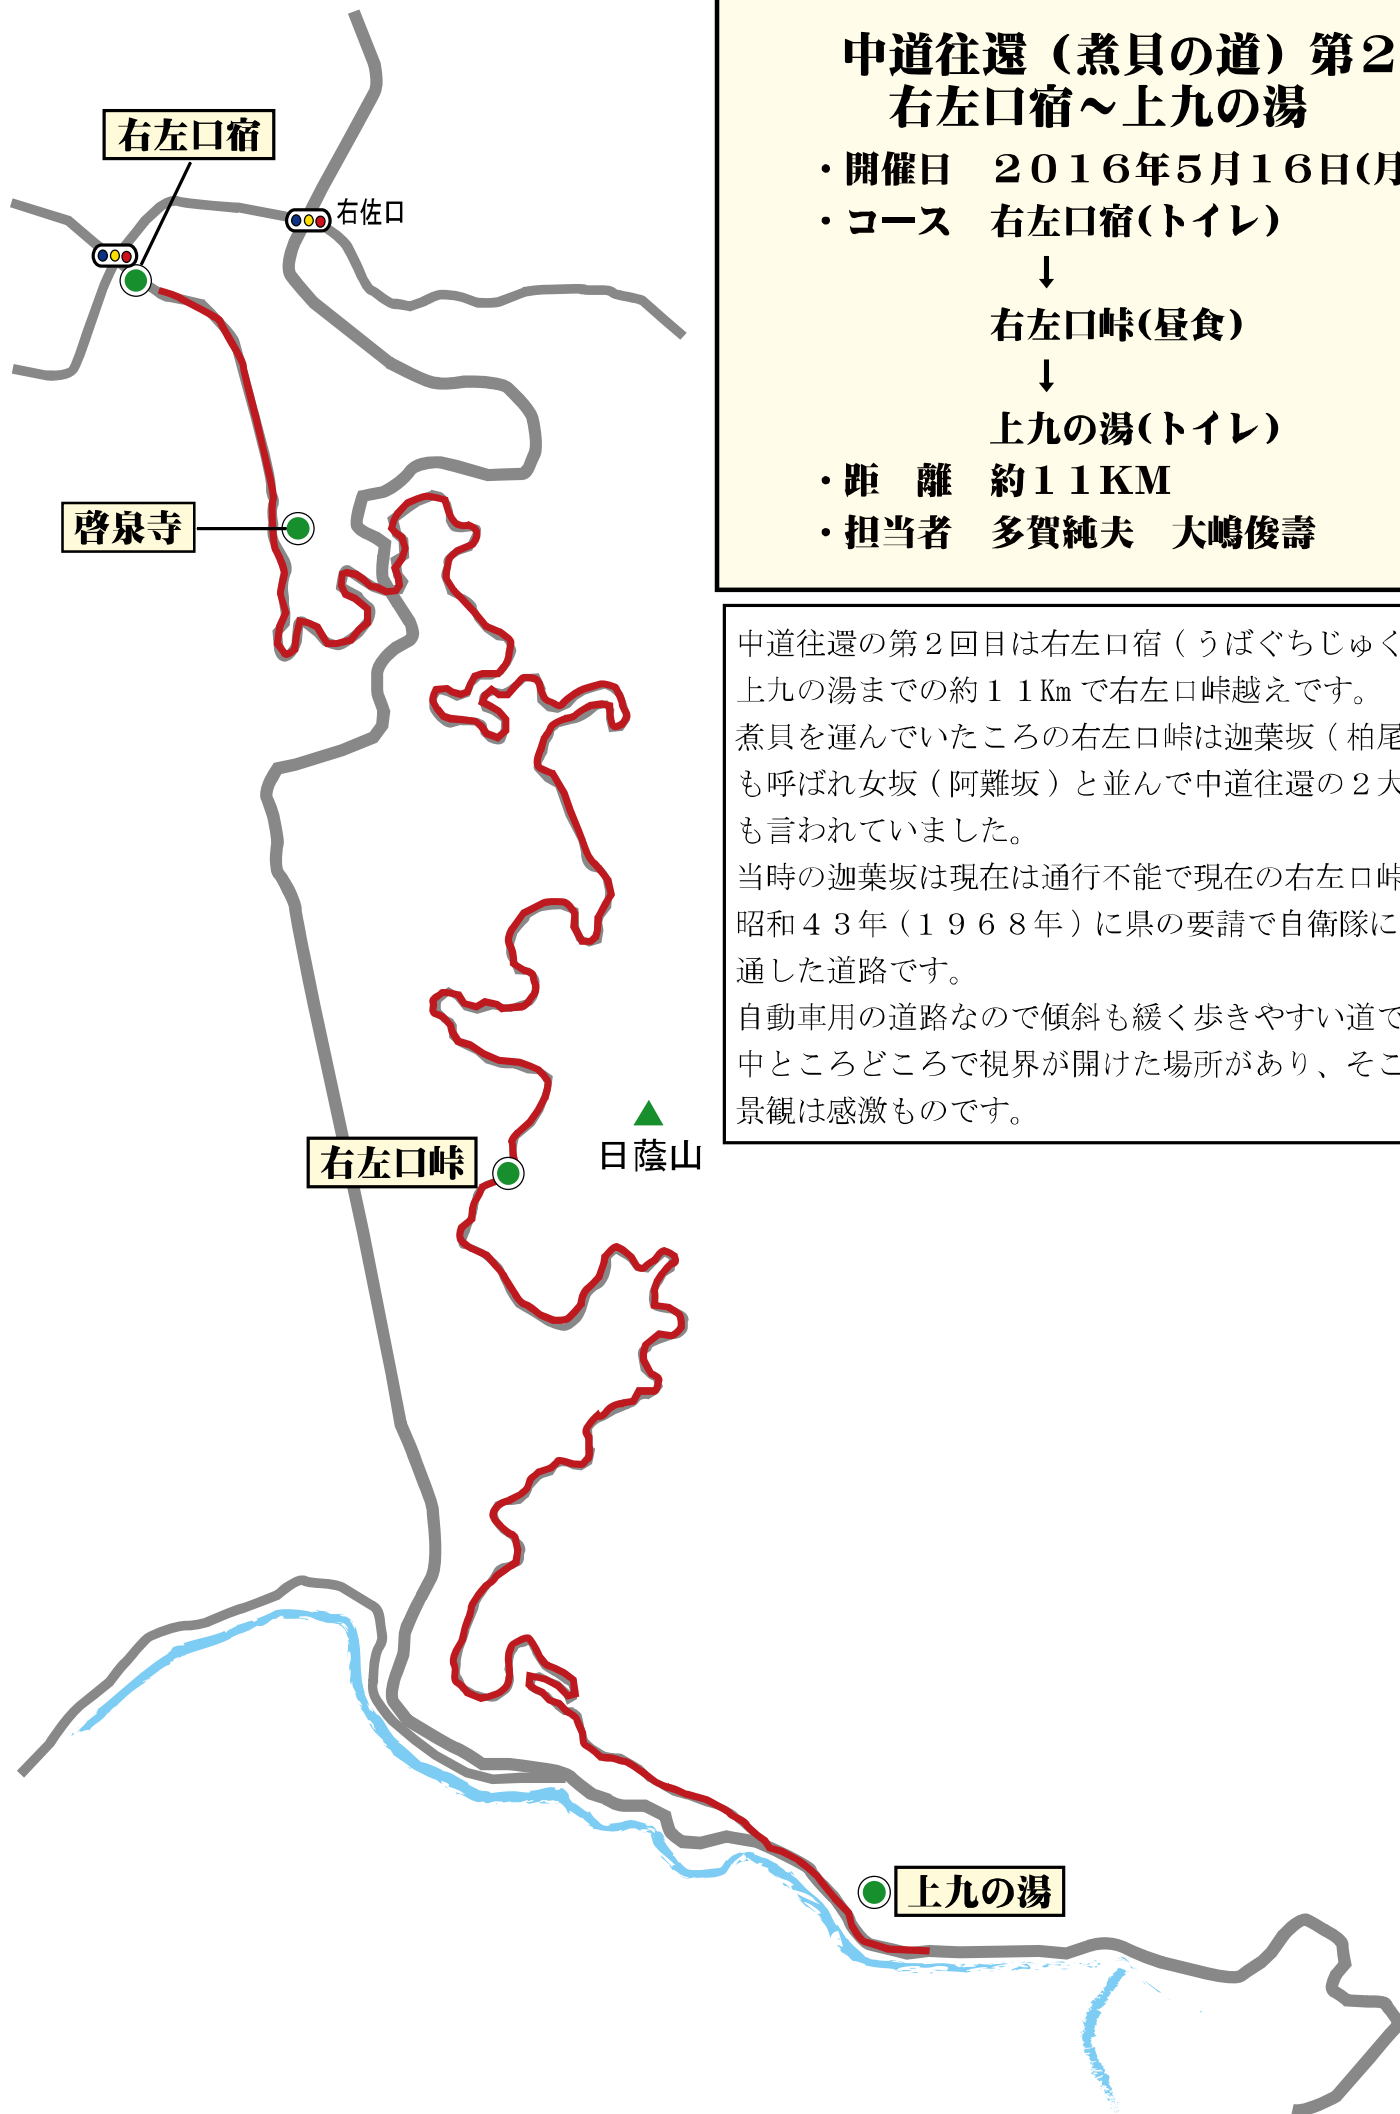 中道往還（煮貝の道）第２
右左口宿～上九の湯
・開催日　２０１６年５月１６日(月
・コース　右左口宿(トイレ)
↓
右左口峠(昼食)
↓
上九の湯(トイレ)
・距　離　約１１KM
・担当者　多賀純夫　大嶋俊壽
中道往還の第２回目は右左口宿（うばぐちじゅく
上九の湯までの約１１Kmで右左口峠越えです。
煮貝を運んでいたころの右左口峠は迦葉坂（柏尾
も呼ばれ女坂（阿難坂）と並んで中道往還の２大
も言われていました。
当時の迦葉坂は現在は通行不能で現在の右左口峠
昭和４３年（１９６８年）に県の要請で自衛隊に
通した道路です。
自動車用の道路なので傾斜も緩く歩きやすい道で
中ところどころで視界が開けた場所があり、そこ
景観は感激ものです。
右左口宿
右佐口
啓泉寺
日蔭山
右左口峠
上九の湯